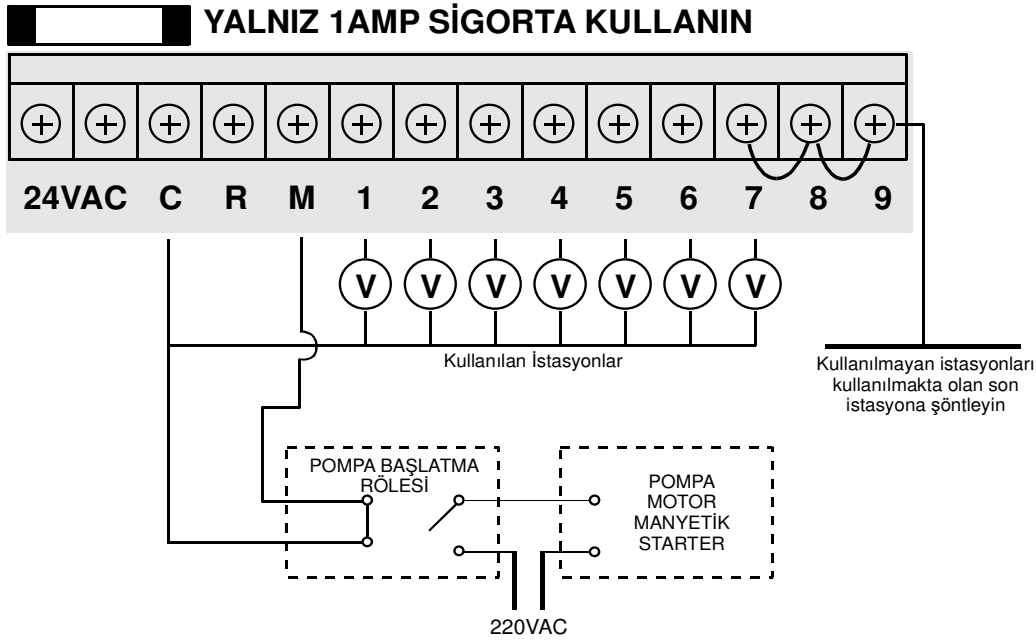 YALNIZ 1AMP SİGORTA KULLANIN
24VAC C R M 1 2 3 4 5 6 7 8 9
V V V V V V V
Kullanılan İstasyonlar
Kullanılmayan istasyonları
kullanılmakta olan son
istasyona şöntleyin
POMPA BAŞLATMA
RÖLESİ
POMPA
MOTOR
MANYETİK
STARTER
220VAC